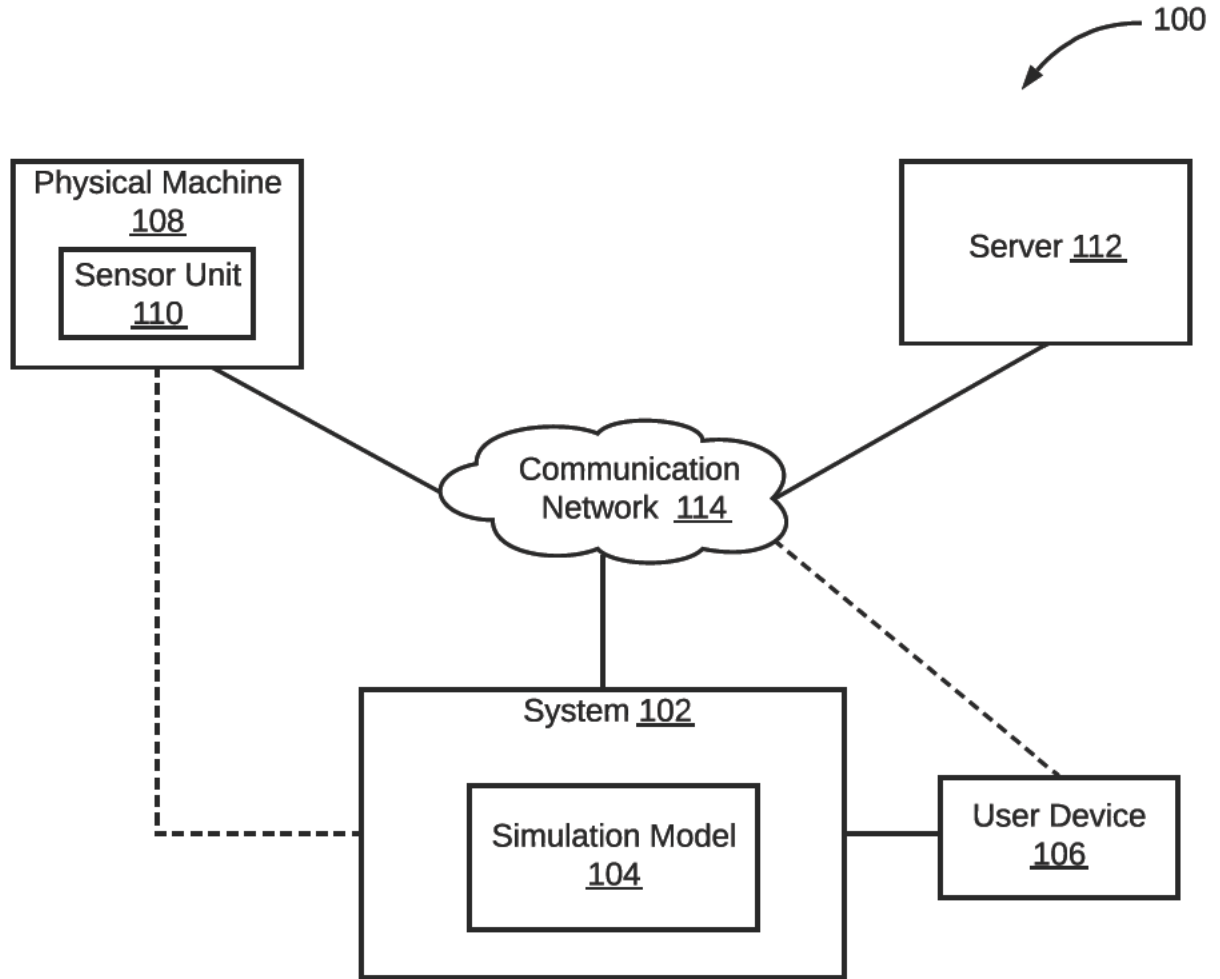 100
Physical Machine
108
Sensor Unit
110
Server 112
Communication
Network 114
System 102
Simulation Model
104
User Device
106